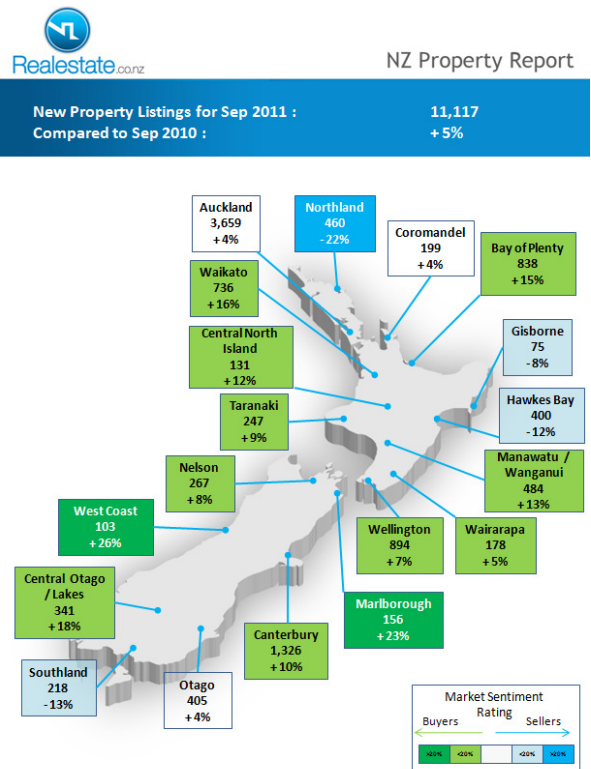 Realestate.co.nz
NZ Property Report
New Property Listings for Sep 2011 : 11,117
Compared to Sep 2010 : + 5%
Auckland
3,659
+ 4%
Northland
460
- 22%
Coromandel
199
+ 4%
Bay of Plenty
838
+ 15%
Waikato
736
+ 16%
Gisborne
75
- 8%
Central North
Island
131
+ 12%
Hawkes Bay
400
- 12%
Taranaki
247
+ 9%
Manawatu /
Wanganui
484
+ 13%
Nelson
267
+ 8%
West Coast
103
+ 26%
Wellington
894
+ 7%
Wairarapa
178
+ 5%
Central Otago
/ Lakes
341
+ 18%
Marlborough
156
+ 23%
Canterbury
1,326
+ 10%
Southland
218
- 13%
Otago
405
+ 4%
Market Sentiment
Rating
Buyers Sellers
>20% <20% <20% >20%